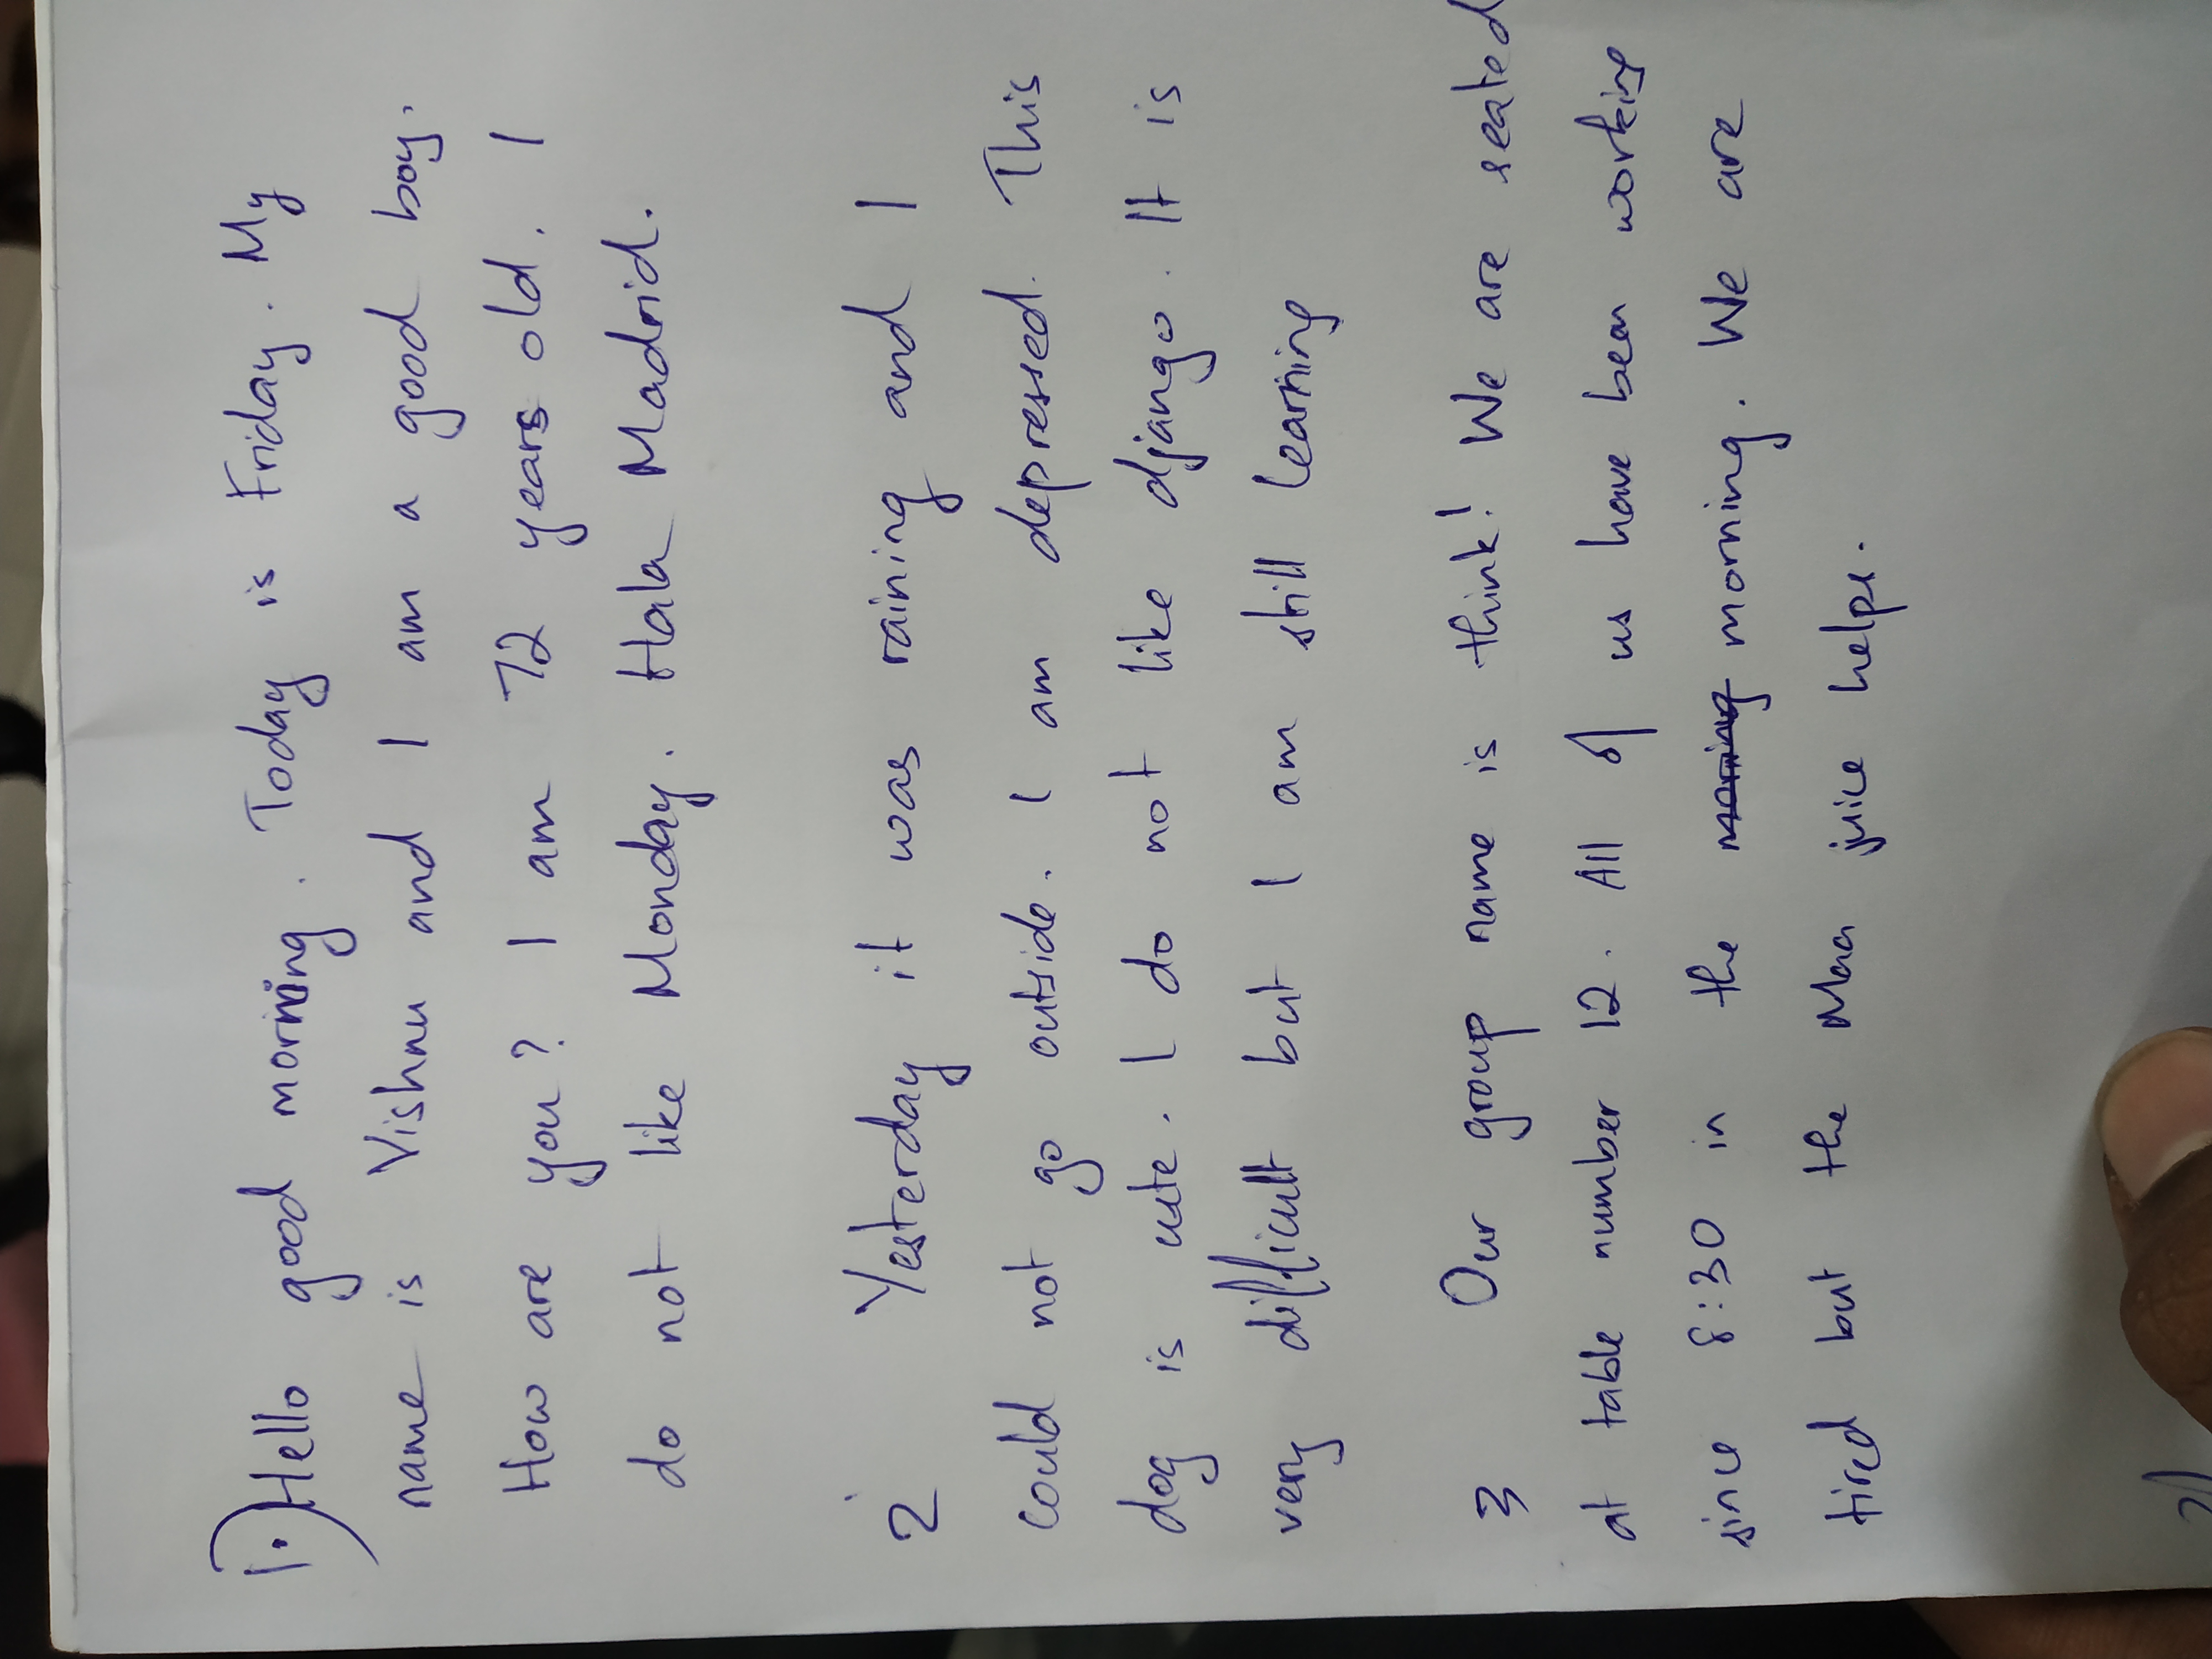 1.) Hello good morning. Today is Friday. My
name is Vishnu and I am a good boy.
How are you? I am 72 years old. I
do not like Monday. Hala Madrid.
2 Yesterday it was raining and I
could not go outside. I am depressed. This
dog is cute. I do not like django. It is
very difficult but I am still learning
3 Our group name is think! We are seated
at table number 12. All of us have been working
since 8:30 in the morning. We are
tired but the Maa juice helps.